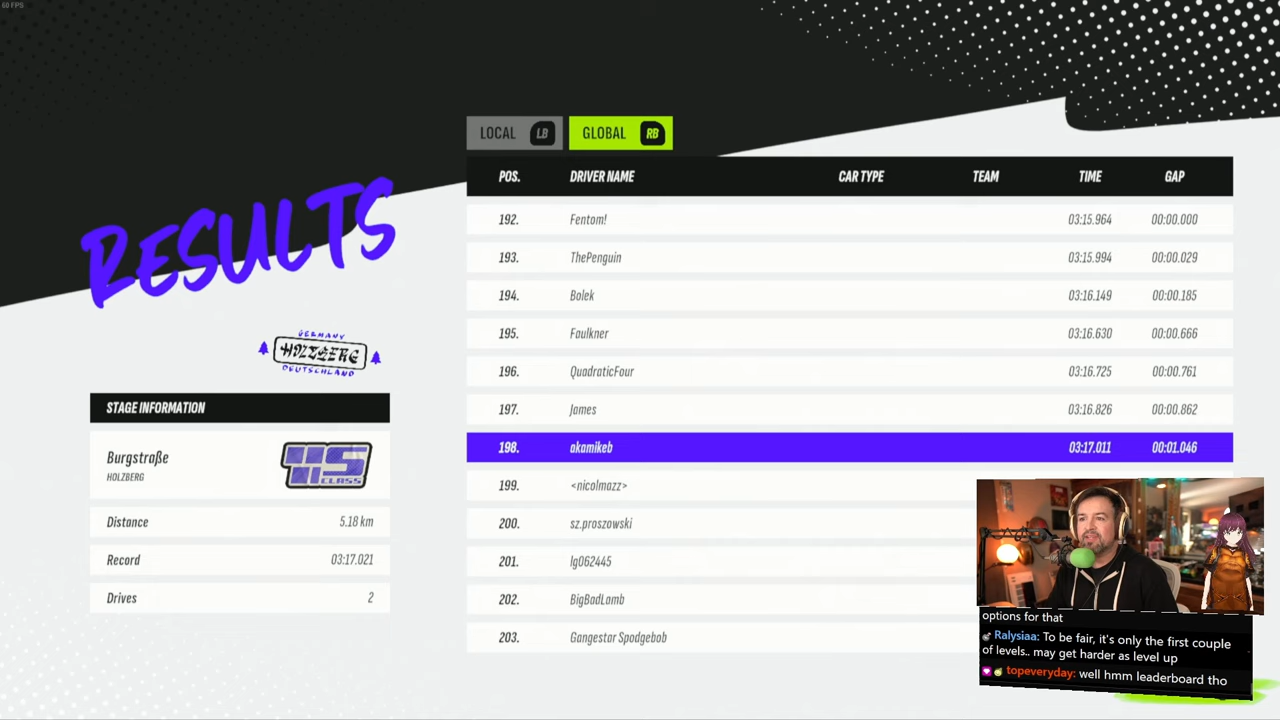 60 FPS
LOCAL LB GLOBAL RB
POS. DRIVER NAME CAR TYPE TEAM TIME GAP
192. Fentom! 03:15.964 00:00.000
193. ThePenguin 03:15.994 00:00.029
194. Bolek 03:16.149 00:00.185
195. Faulkner 03:16.630 00:00.666
196. QuadraticFour 03:16.725 00:00.761
197. James 03:16.826 00:00.862
198. akamikeb 03:17.011 00:01.046
199. <nicolmazz>
200. sz.proszowski
201. lg062445
202. BigBadLamb
203. Gangestar Spodgebob
RESULTS
GERMANY
HOLZBERG
DEUTSCHLAND
STAGE INFORMATION
Burgstraße
HOLZBERG
CLASS
Distance 5.18 km
Record 03:17.021
Drives 2
options for that
Ralysiaa: To be fair, it's only the first couple
of levels.. may get harder as level up
topeveryday: well hmm leaderboard tho